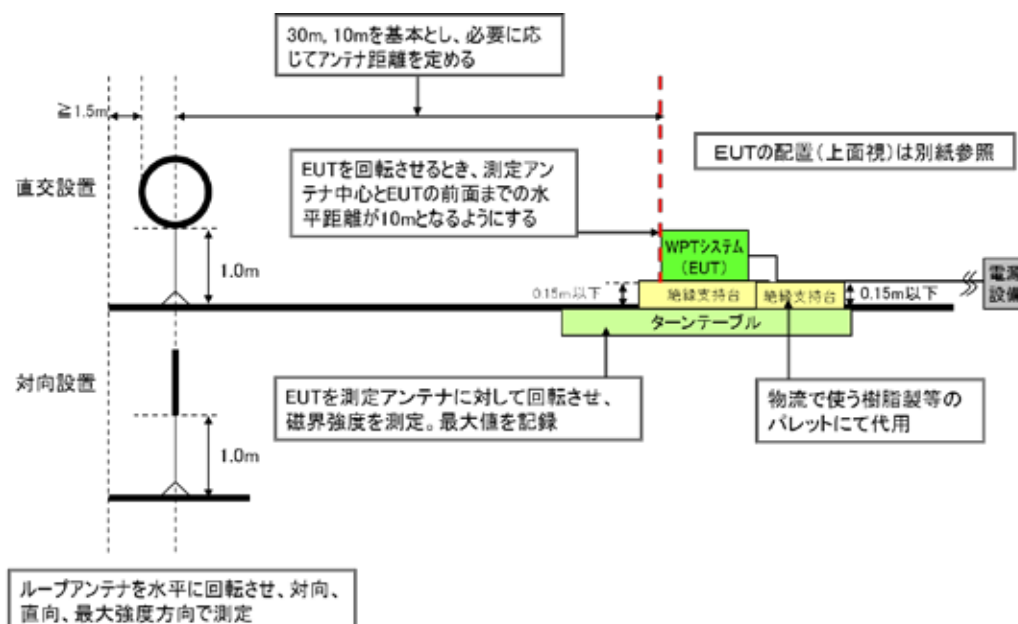 30m, 10mを基本とし、必要に応
じてアンテナ距離を定める
≧1.5m
EUTを回転させるとき、測定アン
テナ中心とEUTの前面までの水
平距離が10mとなるようにする
EUTの配置(上面視)は別紙参照
直交設置
1.0m
WPTシステム
(EUT)
0.15m以下
絶縁支持台
絶縁支持台
0.15m以下
電源
設備
ターンテーブル
対向設置
1.0m
EUTを測定アンテナに対して回転させ、
磁界強度を測定。最大値を記録
物流で使う樹脂製等の
パレットにて代用
ループアンテナを水平に回転させ、対向、
直向、最大強度方向で測定